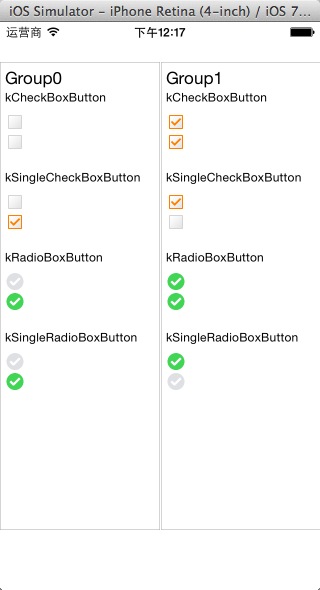 iOS Simulator – iPhone Retina (4-inch) / iOS 7...
运营商 下午12:17
Group0
kCheckBoxButton
kSingleCheckBoxButton
kRadioBoxButton
kSingleRadioBoxButton
Group1
kCheckBoxButton
kSingleCheckBoxButton
kRadioBoxButton
kSingleRadioBoxButton